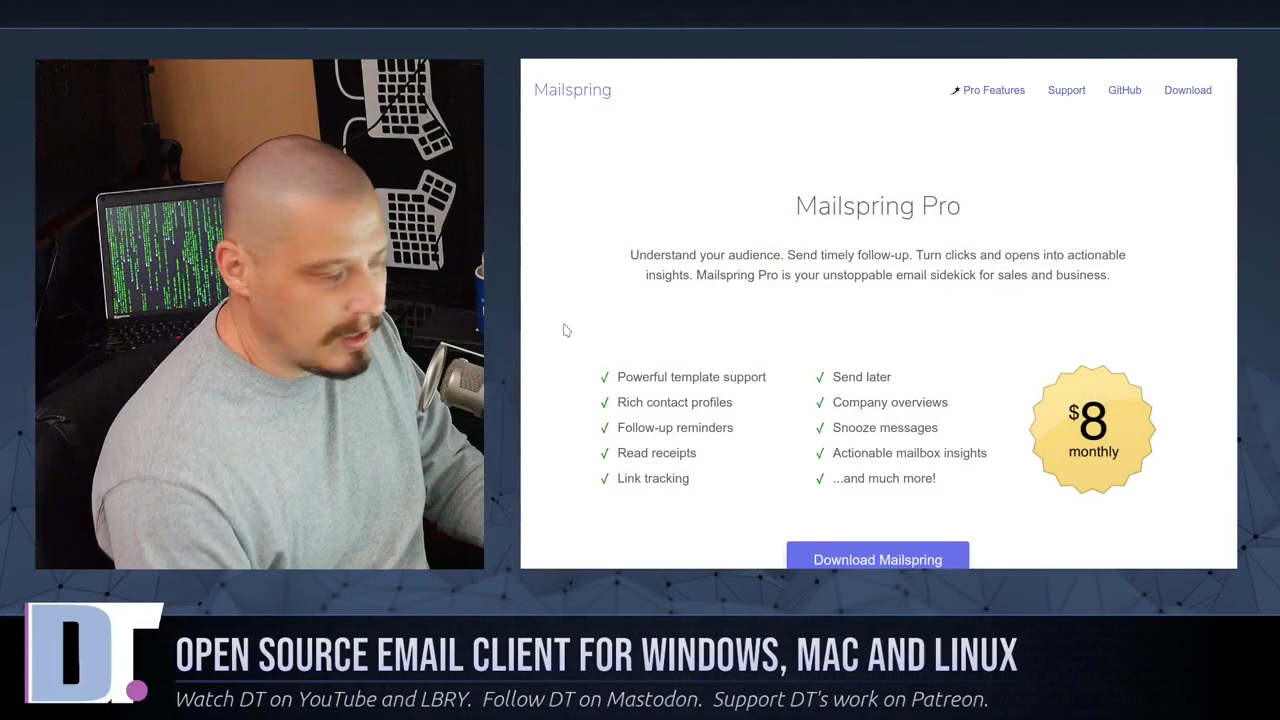 Mailspring
Pro Features
Support
GitHub
Download
Mailspring Pro
Understand your audience. Send timely follow-up. Turn clicks and opens into actionable
insights. Mailspring Pro is your unstoppable email sidekick for sales and business.
√ Powerful template support
√ Rich contact profiles
√ Follow-up reminders
√ Read receipts
√ Link tracking
√ Send later
√ Company overviews
√ Snooze messages
√ Actionable mailbox insights
√ ...and much more!
$8
monthly
Download Mailspring
DT.
OPEN SOURCE EMAIL CLIENT FOR WINDOWS, MAC AND LINUX
Watch DT on YouTube and LBRY. Follow DT on Mastodon. Support DT's work on Patreon.